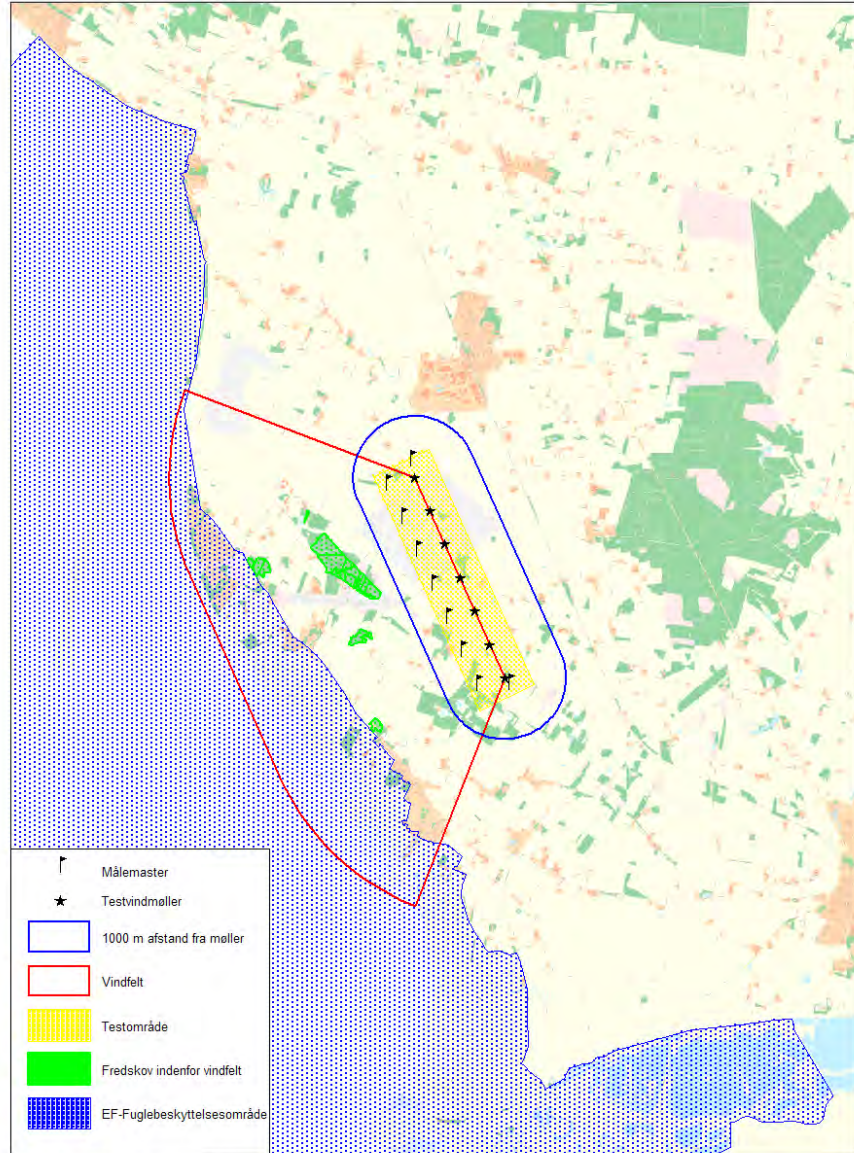 Målemaster
Testvindmøller
1000 m afstand fra møller
Vindfelt
Testområde
Fredskov indenfor vindfelt
EF-Fuglebeskyttelsesområde